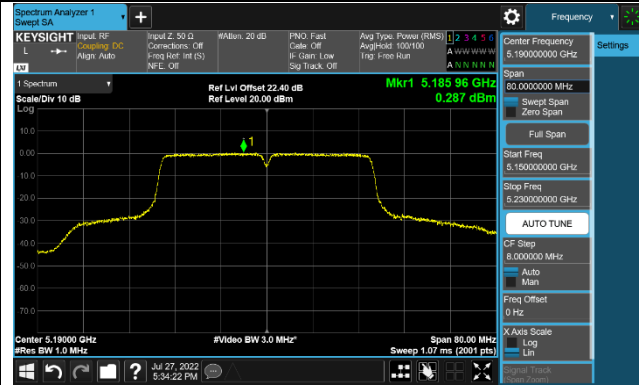 Spectrum Analyzer 1
Swept SA
Frequency
KEYSIGHT
Input: RF
Coupling: DC
Align: Auto
Input Z: 50 Ω
Corrections: Off
Freq Ref: Int (S)
NFE: Off
#Atten: 20 dB
PNO: Fast
Gate: Off
IF Gain: Low
Sig Track: Off
Avg Type: Power (RMS)
Avg|Hold: 100/100
Trig: Free Run
1 2 3 4 5 6
A W W W W W
A N N N N N
L
LXI
1 Spectrum
Scale/Div 10 dB
Log
Ref Lvl Offset 22.40 dB
Ref Level 20.00 dBm
Mkr1 5.185 96 GHz
0.287 dBm
1
10.0
0.00
-10.0
-20.0
-30.0
-40.0
-50.0
-60.0
-70.0
Center 5.19000 GHz
#Res BW 1.0 MHz
#Video BW 3.0 MHz*
Span 80.00 MHz
Sweep 1.07 ms (2001 pts)
Jul 27, 2022
5:34:22 PM
Center Frequency
5.190000000 GHz
Settings
Span
80.0000000 MHz
Swept Span
Zero Span
Full Span
Start Freq
5.150000000 GHz
Stop Freq
5.230000000 GHz
AUTO TUNE
CF Step
8.000000 MHz
Auto
Man
Freq Offset
0 Hz
X Axis Scale
Log
Lin
Signal Track
(Span Zoom)